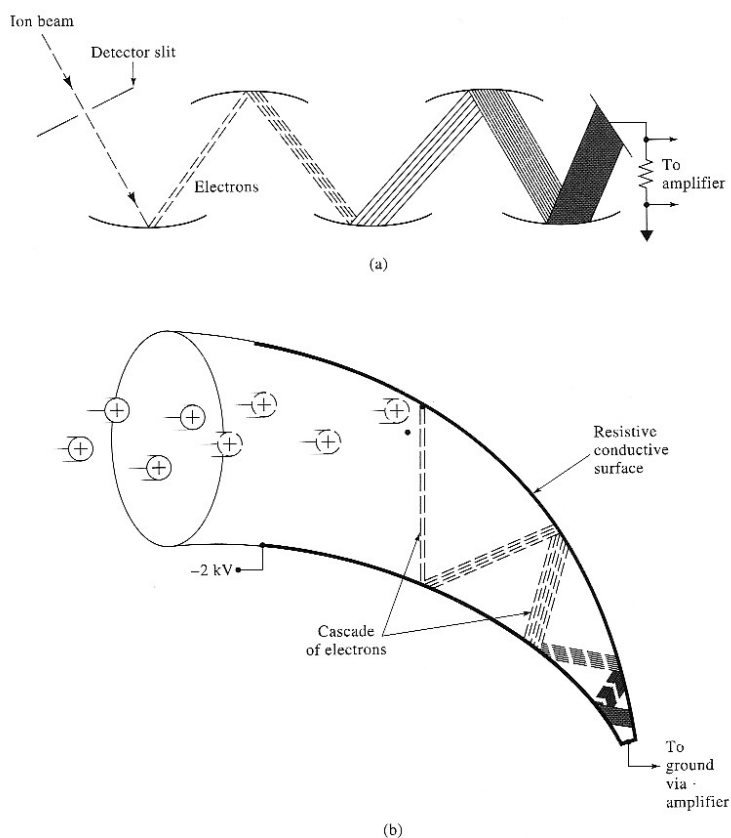 Ion beam
Detector slit
Electrons
To
amplifier
(a)
+
+
+
+
+
+
+
+
Resistive
conductive
surface
−2 kV
Cascade
of electrons
To
ground
via ·
amplifier
(b)